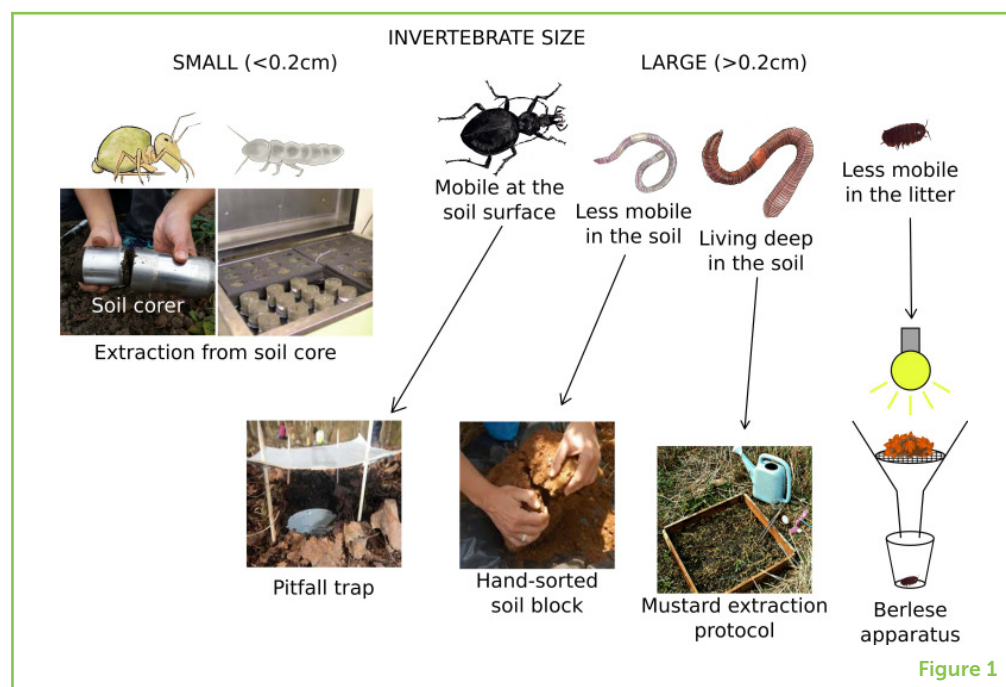 INVERTEBRATE SIZE
SMALL (<0.2cm)
LARGE (>0.2cm)
Mobile at the
soil surface
Less mobile
in the soil
Living deep
in the soil
Less mobile
in the litter
Soil corer
Extraction from soil core
Pitfall trap
Hand-sorted
soil block
Mustard extraction
protocol
Berlese
apparatus
Figure 1